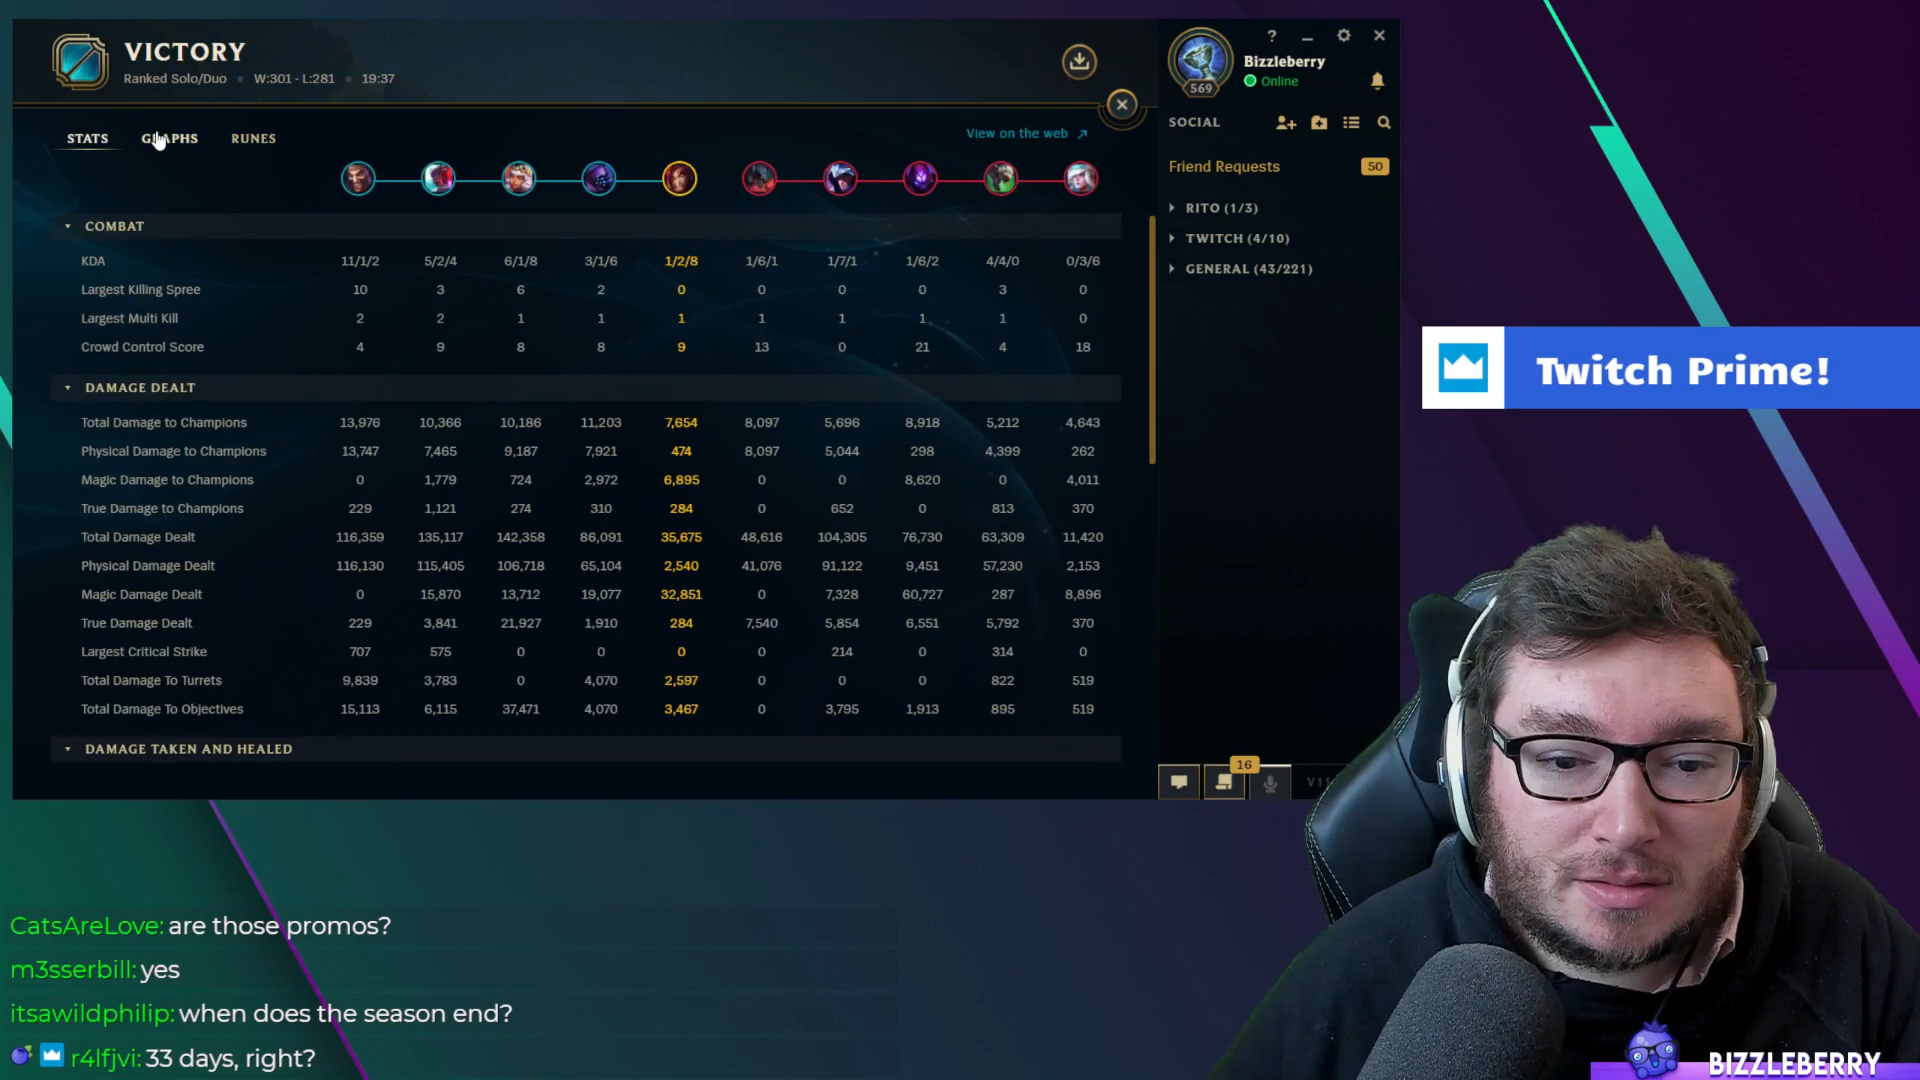 VICTORY
Ranked Solo/Duo • W:301 - L:281 • 19:37
STATS GRAPHS RUNES
View on the web
COMBAT
KDA 11/1/2 5/2/4 6/1/8 3/1/6 1/2/8 1/6/1 1/7/1 1/6/2 4/4/0 0/3/6
Largest Killing Spree 10 3 6 2 0 0 0 0 3 0
Largest Multi Kill 2 2 1 1 1 1 1 1 1 0
Crowd Control Score 4 9 8 8 9 13 0 21 4 18
DAMAGE DEALT
Total Damage to Champions 13,976 10,366 10,186 11,203 7,654 8,097 5,696 8,918 5,212 4,643
Physical Damage to Champions 13,747 7,465 9,187 7,921 474 8,097 5,044 298 4,399 262
Magic Damage to Champions 0 1,779 724 2,972 6,895 0 0 8,620 0 4,011
True Damage to Champions 229 1,121 274 310 284 0 652 0 813 370
Total Damage Dealt 116,359 135,117 142,358 86,091 35,675 48,616 104,305 76,730 63,309 11,420
Physical Damage Dealt 116,130 115,405 106,718 65,104 2,540 41,076 91,122 9,451 57,230 2,153
Magic Damage Dealt 0 15,870 13,712 19,077 32,851 0 7,328 60,727 287 8,896
True Damage Dealt 229 3,841 21,927 1,910 284 7,540 5,854 6,551 5,792 370
Largest Critical Strike 707 575 0 0 0 0 214 0 314 0
Total Damage To Turrets 9,839 3,783 0 4,070 2,597 0 0 0 822 519
Total Damage To Objectives 15,113 6,115 37,471 4,070 3,467 0 3,795 1,913 895 519
DAMAGE TAKEN AND HEALED
?
Bizzleberry
569
Online
SOCIAL
Friend Requests 50
RITO (1/3)
TWITCH (4/10)
GENERAL (43/221)
16
Twitch Prime!
CatsAreLove: are those promos?
m3sserbill: yes
itsawildphilip: when does the season end?
r4lfjvi: 33 days, right?
BIZZLEBERRY